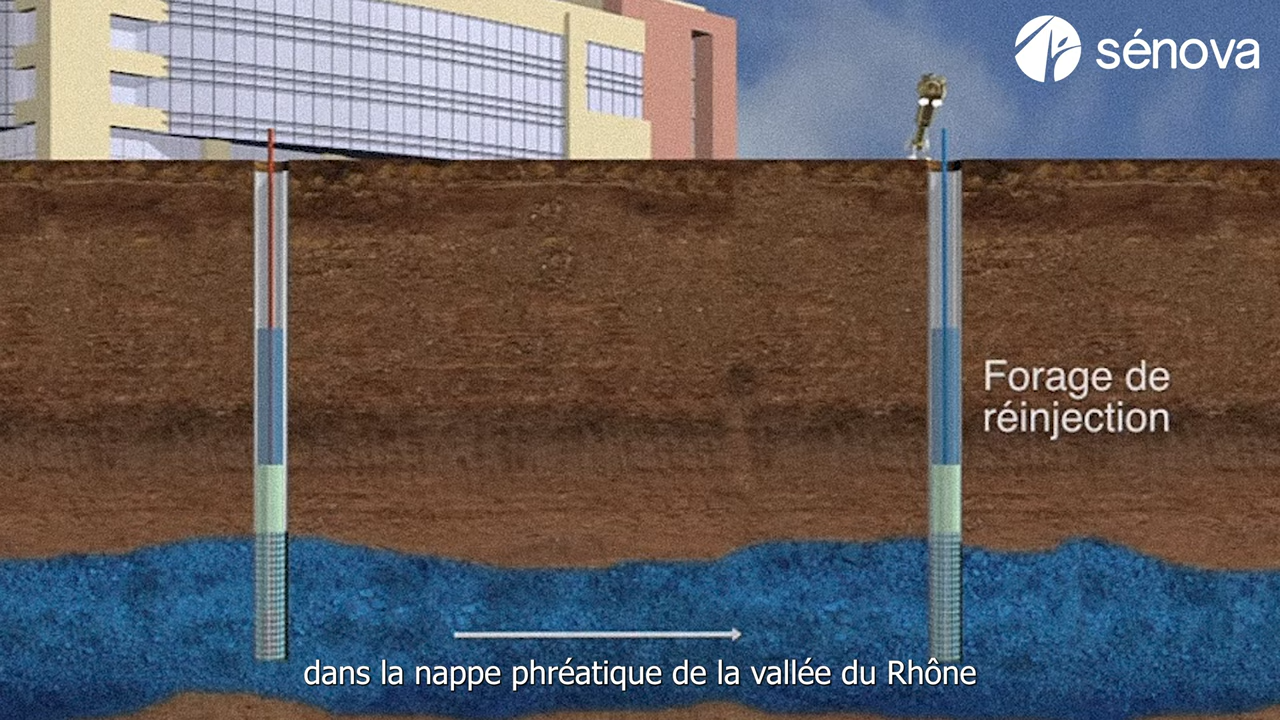 sénova
Forage de
réinjection
dans la nappe phréatique de la vallée du Rhône